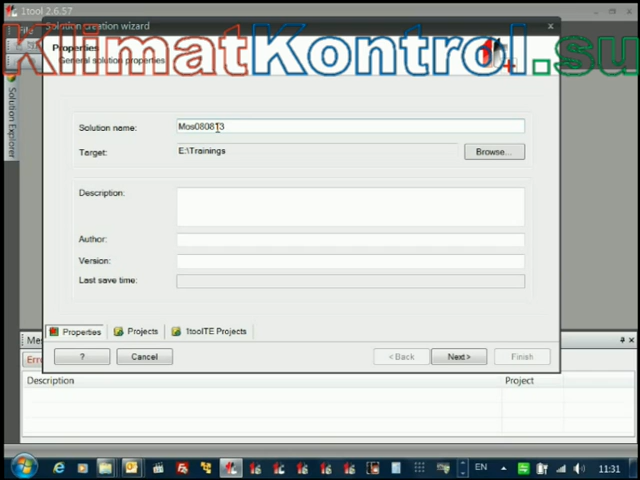 1tool 2.6.57
File
Solution creation wizard
Properties
General solution properties
KlimatKontrol.su
Solution Explorer
Solution name:
Mos080813
Target:
E:\Trainings
Browse...
Description:
Author:
Version:
Last save time:
Properties
Projects
1toolTE Projects
?
Cancel
< Back
Next >
Finish
Description
Project
EN
11:31